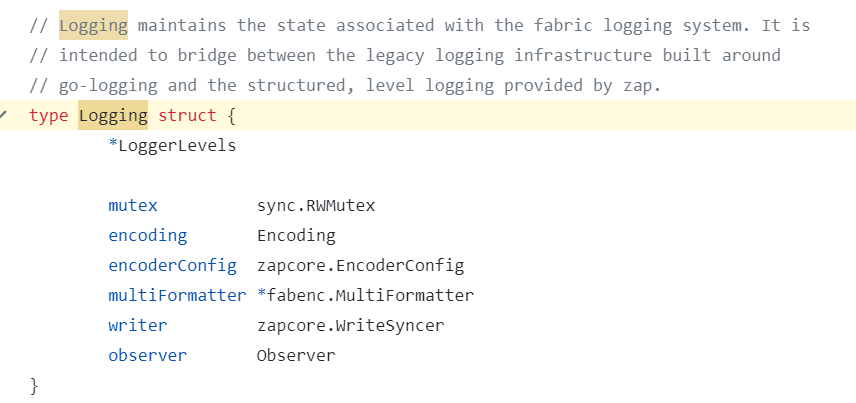 // Logging maintains the state associated with the fabric logging system. It is
// intended to bridge between the legacy logging infrastructure built around
// go-logging and the structured, level logging provided by zap.
type Logging struct {
*LoggerLevels
mutex sync.RWMutex
encoding Encoding
encoderConfig zapcore.EncoderConfig
multiFormatter *fabenc.MultiFormatter
writer zapcore.WriteSyncer
observer Observer
}